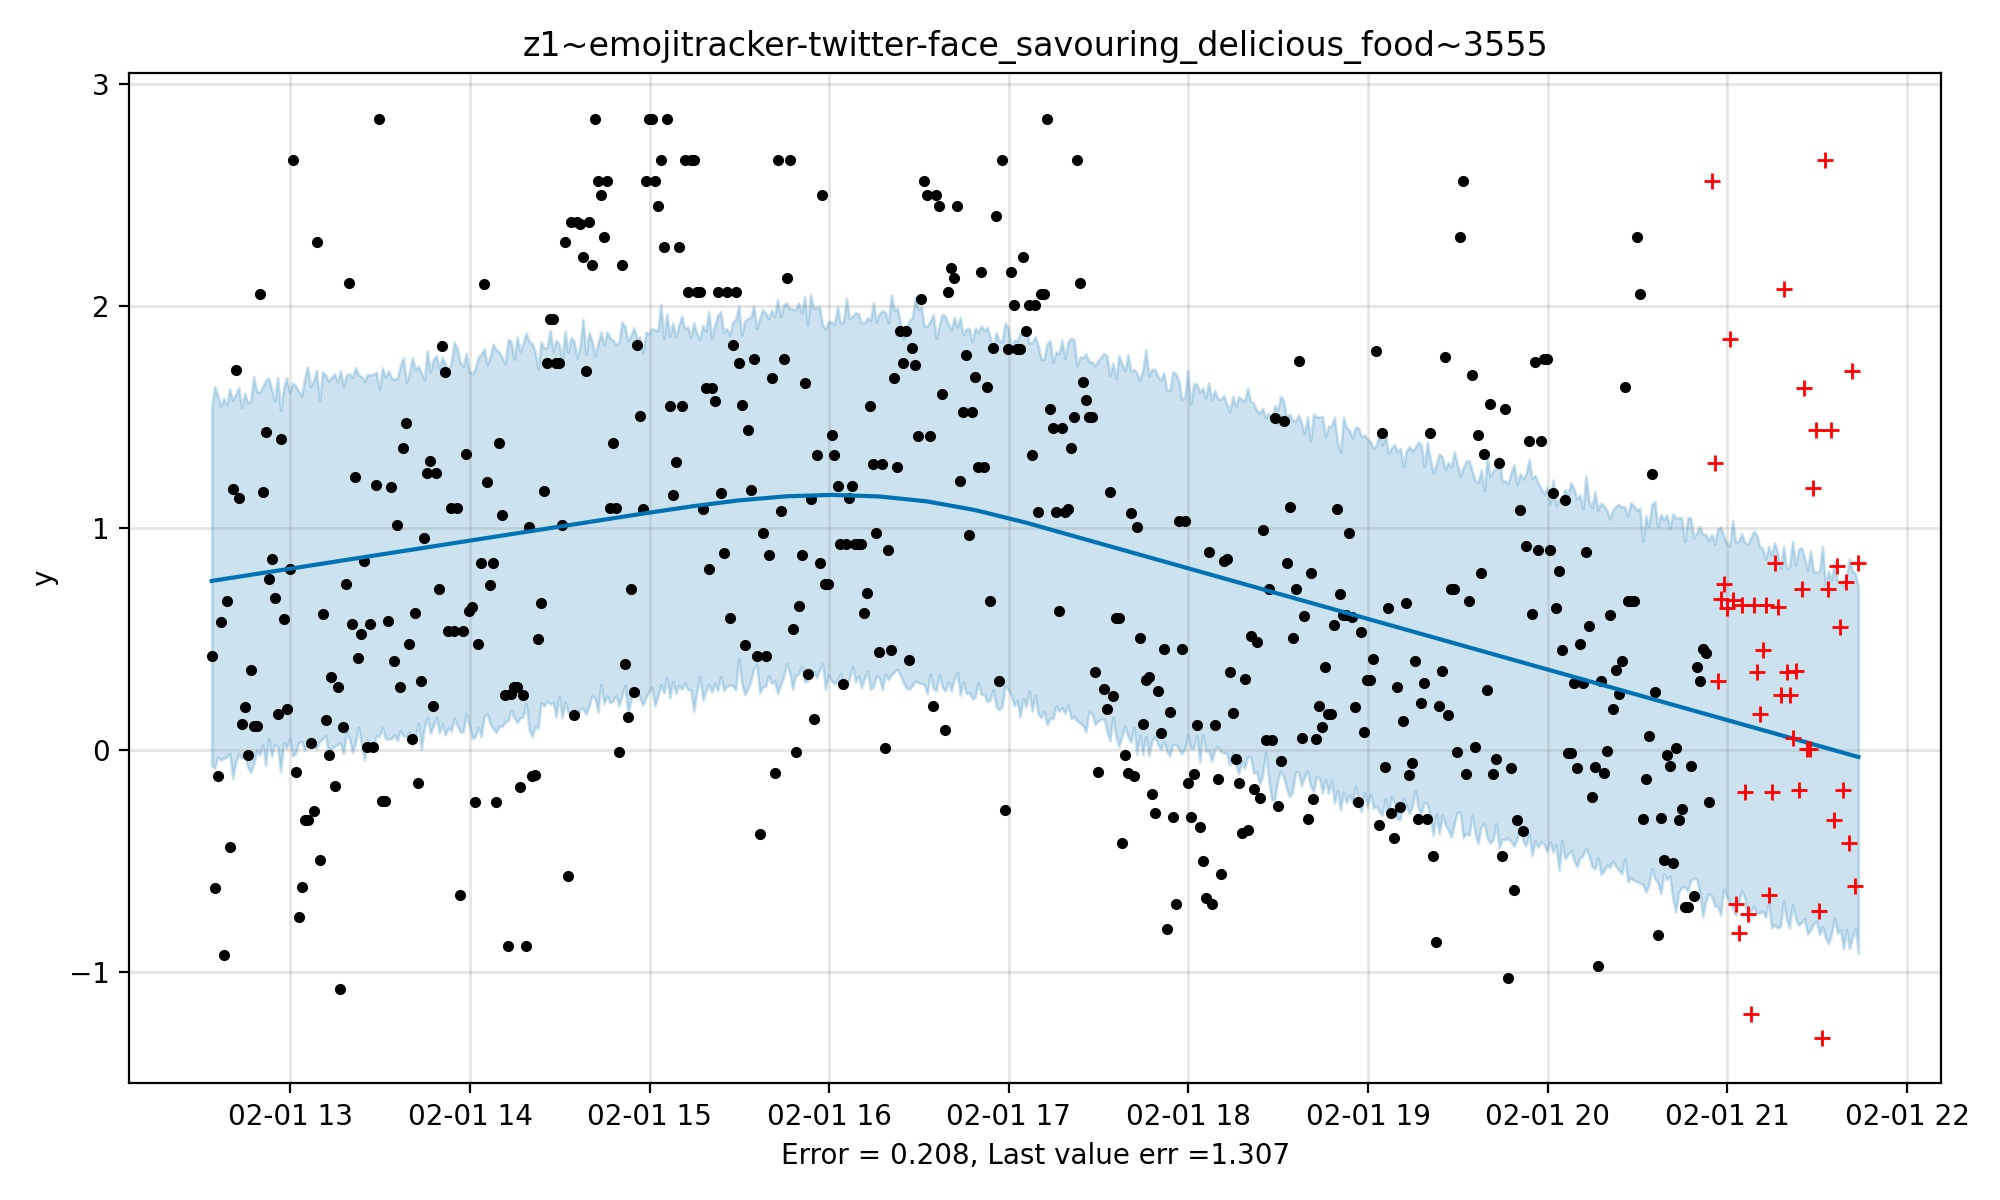 z1~emojitracker-twitter-face_savouring_delicious_food~3555
3
2
1
0
−1
y
02-01 13 02-01 14 02-01 15 02-01 16 02-01 17 02-01 18 02-01 19 02-01 20 02-01 21 02-01 22
Error = 0.208, Last value err =1.307